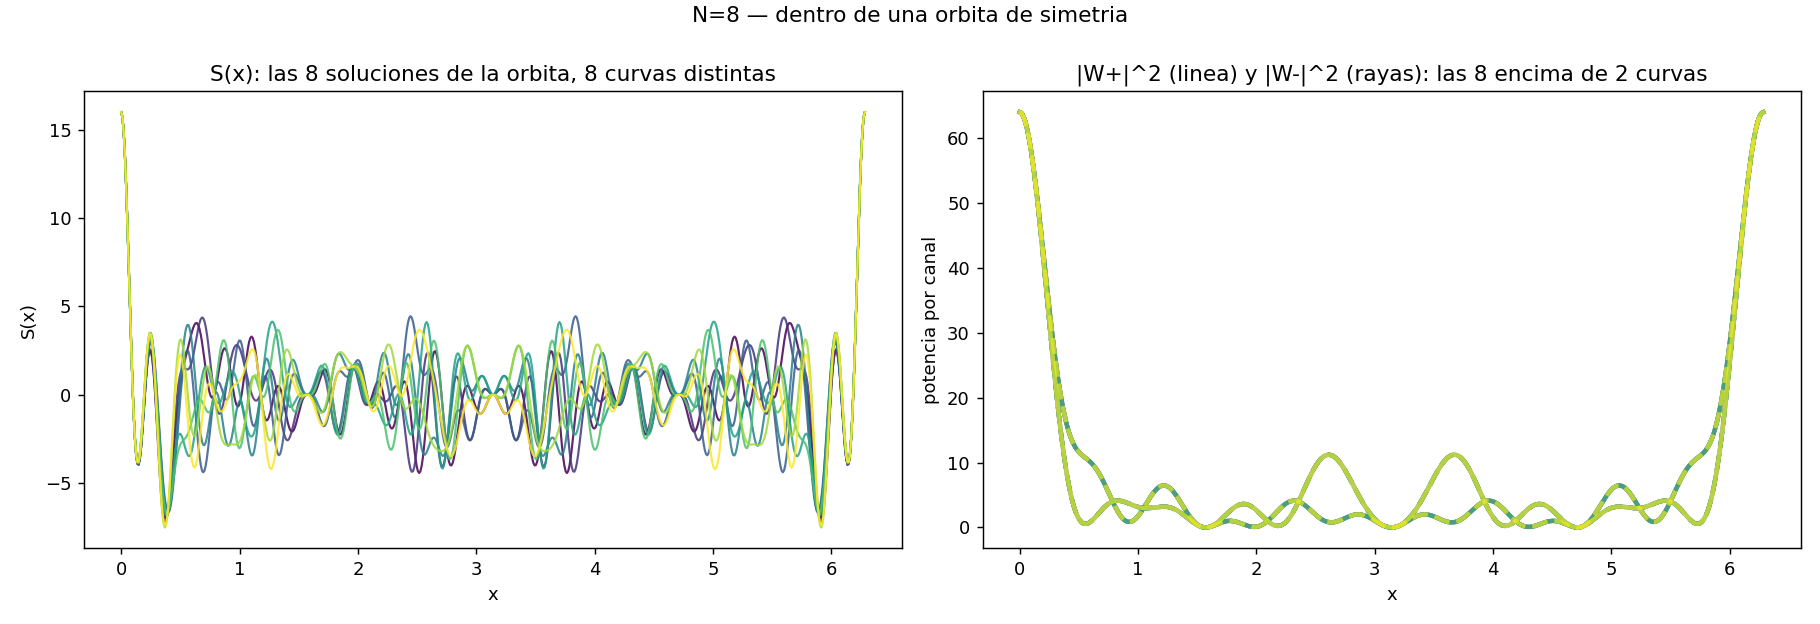 N=8 — dentro de una orbita de simetria
S(x): las 8 soluciones de la orbita, 8 curvas distintas
S(x)
15
10
5
0
−5
0 1 2 3 4 5 6
x
|W+|^2 (linea) y |W-|^2 (rayas): las 8 encima de 2 curvas
potencia por canal
60
50
40
30
20
10
0
0 1 2 3 4 5 6
x